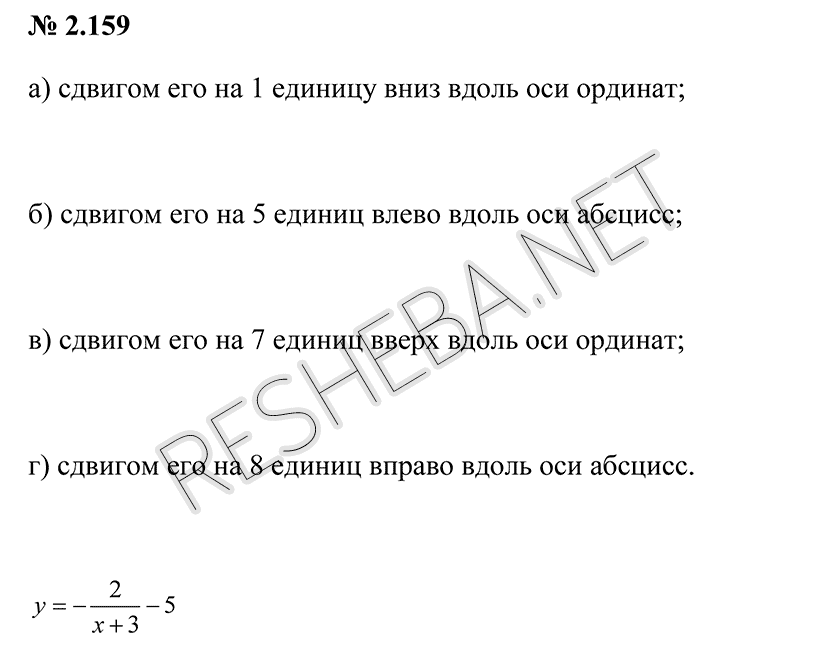 № 2.159
а) сдвигом его на 1 единицу вниз вдоль оси ординат;
б) сдвигом его на 5 единиц влево вдоль оси абсцисс;
в) сдвигом его на 7 единиц вверх вдоль оси ординат;
г) сдвигом его на 8 единиц вправо вдоль оси абсцисс.
y = −2/(x+3) − 5
RESHEBA.NET